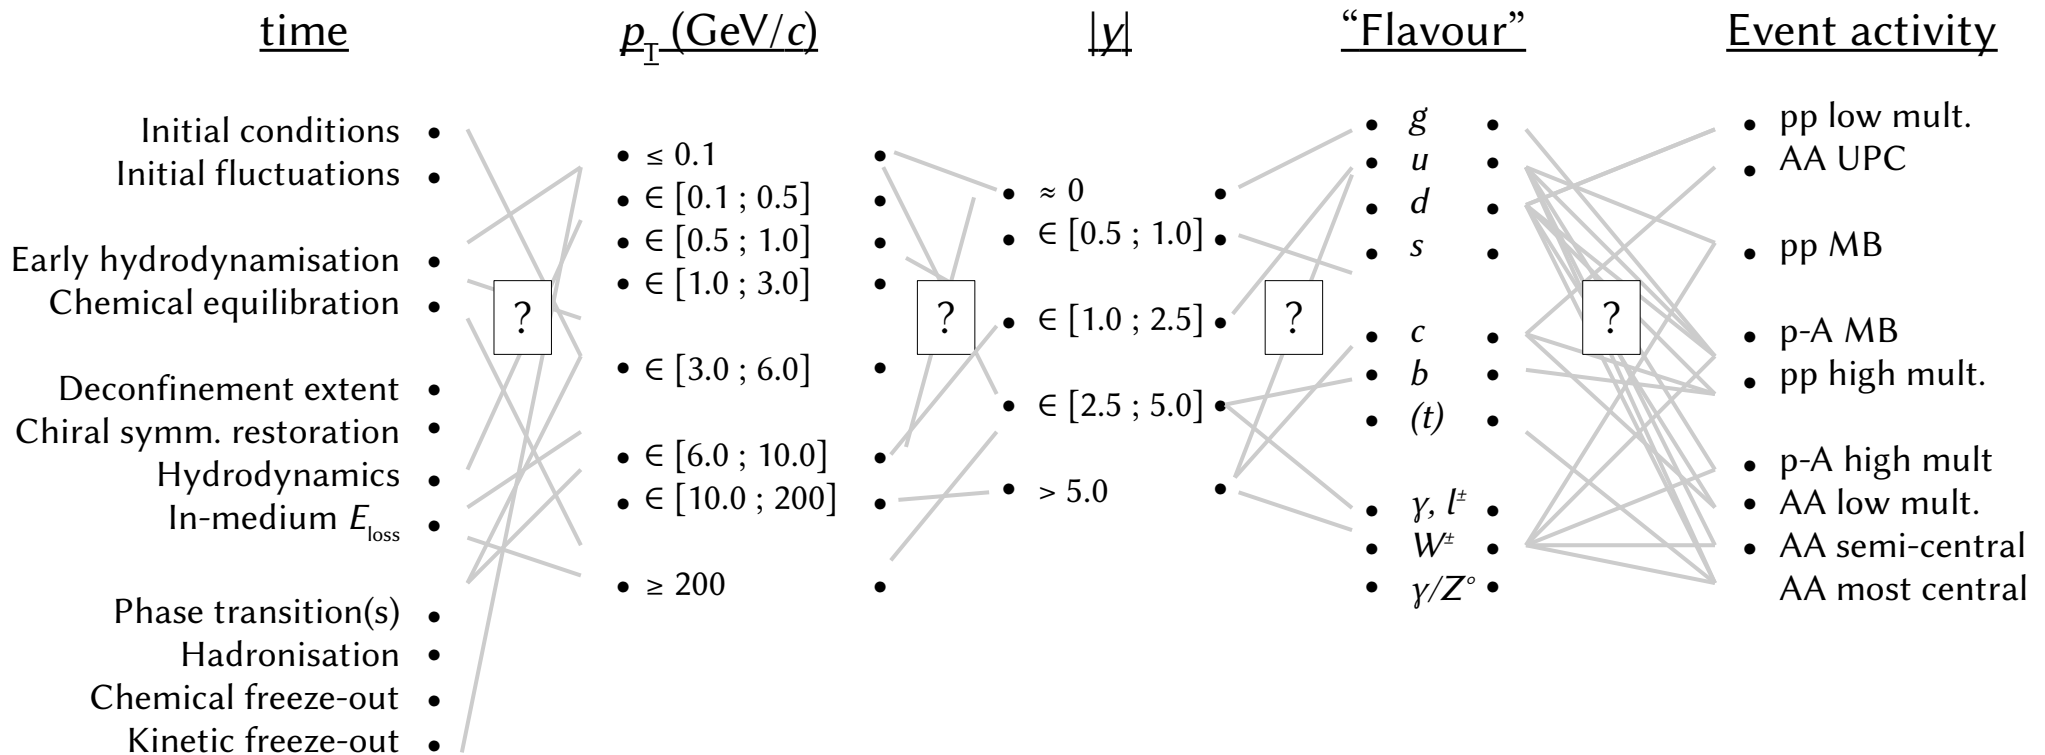 time
p_T (GeV/c)
|y|
“Flavour”
Event activity
Initial conditions
Initial fluctuations
Early hydrodynamisation
Chemical equilibration
Deconfinement extent
Chiral symm. restoration
Hydrodynamics
In-medium E_loss
Phase transition(s)
Hadronisation
Chemical freeze-out
Kinetic freeze-out
?
≤ 0.1
∈ [0.1 ; 0.5]
∈ [0.5 ; 1.0]
∈ [1.0 ; 3.0]
∈ [3.0 ; 6.0]
∈ [6.0 ; 10.0]
∈ [10.0 ; 200]
≥ 200
?
≈ 0
∈ [0.5 ; 1.0]
∈ [1.0 ; 2.5]
∈ [2.5 ; 5.0]
> 5.0
?
g
u
d
s
c
b
(t)
γ, l±
W±
γ/Z°
?
pp low mult.
AA UPC
pp MB
p-A MB
pp high mult.
p-A high mult
AA low mult.
AA semi-central
AA most central